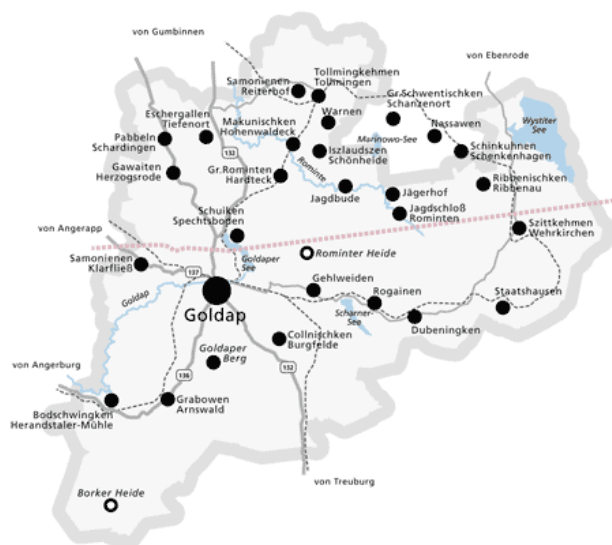 von Gumbinnen
von Ebenrode
Samonienen
Reiterhof
Tollmingkehmen
Tollmingen
Gr.Schwentischken
Schanzenort
Eschergallen
Tiefenort
Makunischken
Hohenwaldeck
Warnen
Nassawen
Wystiter
See
Pabbeln
Schardingen
132
Marinowo-See
Iszlaudszen
Schönheide
Schinkuhnen
Schenkenhagen
Gawaiten
Herzogsrode
Gr.Rominten
Hardteck
Rominte
Ribbenischken
Ribbenau
Jagdbude
Jägerhof
Jagdschloß
Rominten
Schuiken
Spechtsboden
von Angerapp
Szittkehmen
Wehrkirchen
Samonienen
Klarfließ
Rominter Heide
Goldaper
See
137
Gehlweiden
Goldap
Rogainen
Staatshausen
Goldap
Scharner-
See
Dubeningken
Collnischken
Burgfelde
Goldaper
Berg
von Angerburg
136
132
Grabowen
Arnswald
Bodschwingken
Herandstaler-Mühle
von Treuburg
Borker Heide